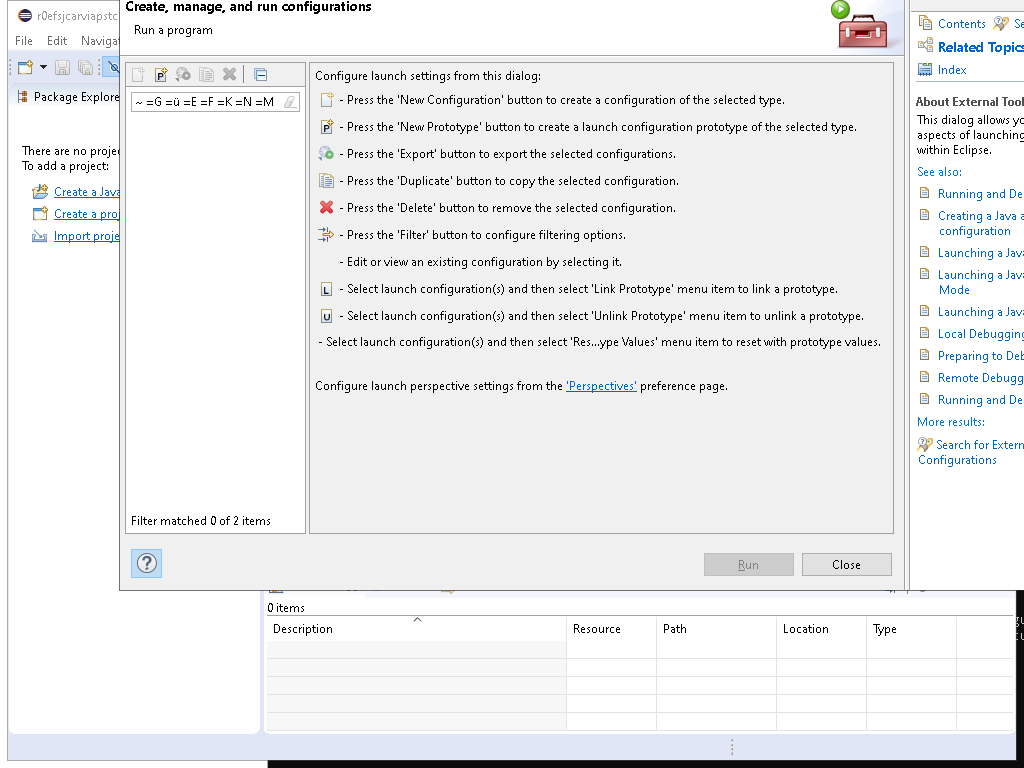 Create, manage, and run configurations
Run a program
r0efsjcarviapstc
File Edit Navigat
Package Explore
There are no projec
To add a project:
Create a Java
Create a proj
Import proje
~ =G =ü =E =F =K =N =M
Filter matched 0 of 2 items
Configure launch settings from this dialog:
- Press the 'New Configuration' button to create a configuration of the selected type.
- Press the 'New Prototype' button to create a launch configuration prototype of the selected type.
- Press the 'Export' button to export the selected configurations.
- Press the 'Duplicate' button to copy the selected configuration.
- Press the 'Delete' button to remove the selected configuration.
- Press the 'Filter' button to configure filtering options.
- Edit or view an existing configuration by selecting it.
L - Select launch configuration(s) and then select 'Link Prototype' menu item to link a prototype.
U - Select launch configuration(s) and then select 'Unlink Prototype' menu item to unlink a prototype.
- Select launch configuration(s) and then select 'Res...ype Values' menu item to reset with prototype values.
Configure launch perspective settings from the 'Perspectives' preference page.
Run
Close
Contents Se
Related Topics
Index
About External Tool
This dialog allows yo
aspects of launching
within Eclipse.
See also:
Running and De
Creating a Java a
configuration
Launching a Java
Launching a Java
Mode
Launching a Java
Local Debugging
Preparing to Deb
Remote Debugg
Running and De
More results:
Search for Extern
Configurations
0 items
Description Resource Path Location Type